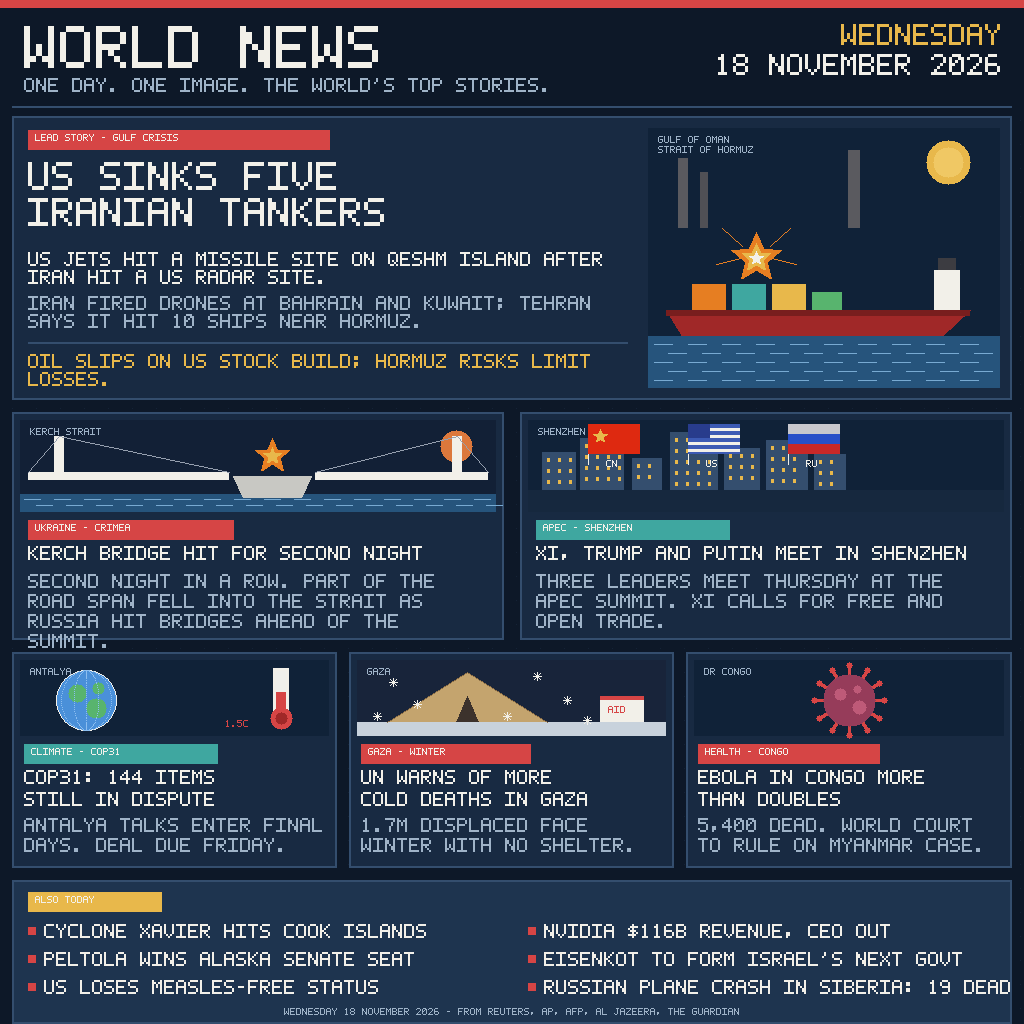 WORLD NEWS
ONE DAY. ONE IMAGE. THE WORLD'S TOP STORIES.
WEDNESDAY
18 NOVEMBER 2026
LEAD STORY - GULF CRISIS
US SINKS FIVE
IRANIAN TANKERS
US JETS HIT A MISSILE SITE ON QESHM ISLAND AFTER
IRAN HIT A US RADAR SITE.
IRAN FIRED DRONES AT BAHRAIN AND KUWAIT; TEHRAN
SAYS IT HIT 10 SHIPS NEAR HORMUZ.
OIL SLIPS ON US STOCK BUILD; HORMUZ RISKS LIMIT
LOSSES.
GULF OF OMAN
STRAIT OF HORMUZ
KERCH STRAIT
UKRAINE - CRIMEA
KERCH BRIDGE HIT FOR SECOND NIGHT
SECOND NIGHT IN A ROW. PART OF THE
ROAD SPAN FELL INTO THE STRAIT AS
RUSSIA HIT BRIDGES AHEAD OF THE
SUMMIT.
SHENZHEN
CN
US
RU
APEC - SHENZHEN
XI, TRUMP AND PUTIN MEET IN SHENZHEN
THREE LEADERS MEET THURSDAY AT THE
APEC SUMMIT. XI CALLS FOR FREE AND
OPEN TRADE.
ANTALYA
1.5C
CLIMATE - COP31
COP31: 144 ITEMS
STILL IN DISPUTE
ANTALYA TALKS ENTER FINAL
DAYS. DEAL DUE FRIDAY.
GAZA
AID
GAZA - WINTER
UN WARNS OF MORE
COLD DEATHS IN GAZA
1.7M DISPLACED FACE
WINTER WITH NO SHELTER.
DR CONGO
HEALTH - CONGO
EBOLA IN CONGO MORE
THAN DOUBLES
5,400 DEAD. WORLD COURT
TO RULE ON MYANMAR CASE.
ALSO TODAY
CYCLONE XAVIER HITS COOK ISLANDS
PELTOLA WINS ALASKA SENATE SEAT
US LOSES MEASLES-FREE STATUS
NVIDIA $116B REVENUE, CEO OUT
EISENKOT TO FORM ISRAEL'S NEXT GOVT
RUSSIAN PLANE CRASH IN SIBERIA: 19 DEAD
WEDNESDAY 18 NOVEMBER 2026 - FROM REUTERS, AP, AFP, AL JAZEERA, THE GUARDIAN